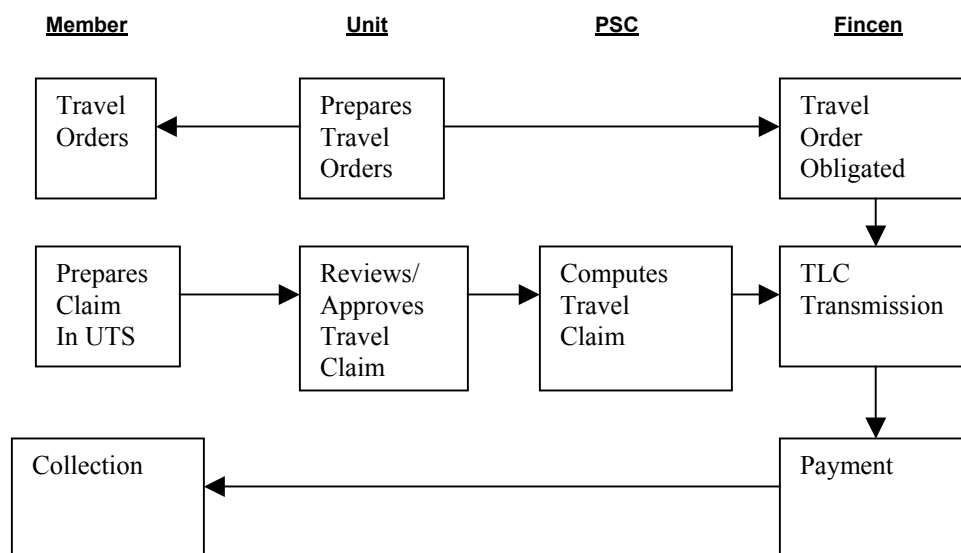 Member Unit PSC Fincen
Travel
Orders
Prepares
Travel
Orders
Travel
Order
Obligated
Prepares
Claim
In UTS
Reviews/
Approves
Travel
Claim
Computes
Travel
Claim
TLC
Transmission
Collection
Payment